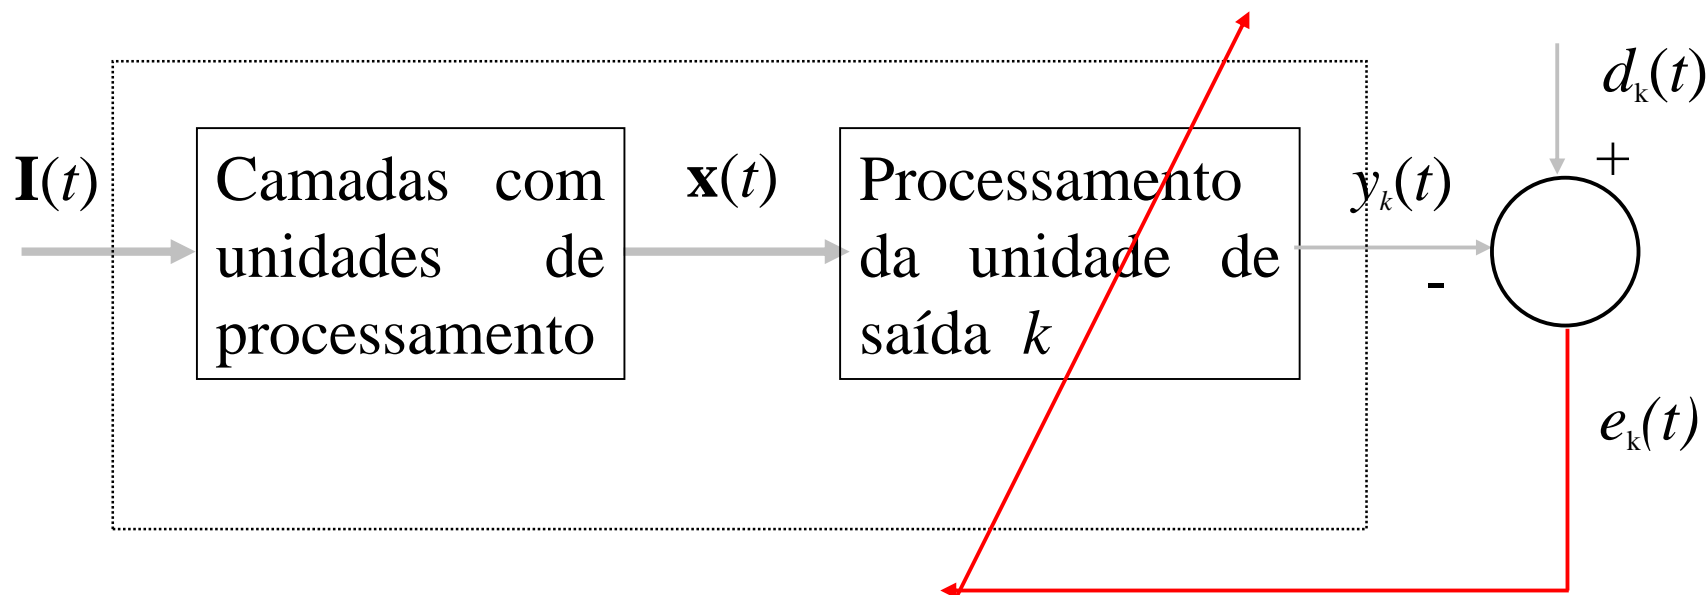 I(t)
Camadas com
unidades de
processamento
x(t)
Processamento
da unidade de
saída k
yk(t)
-
dk(t)
+
ek(t)